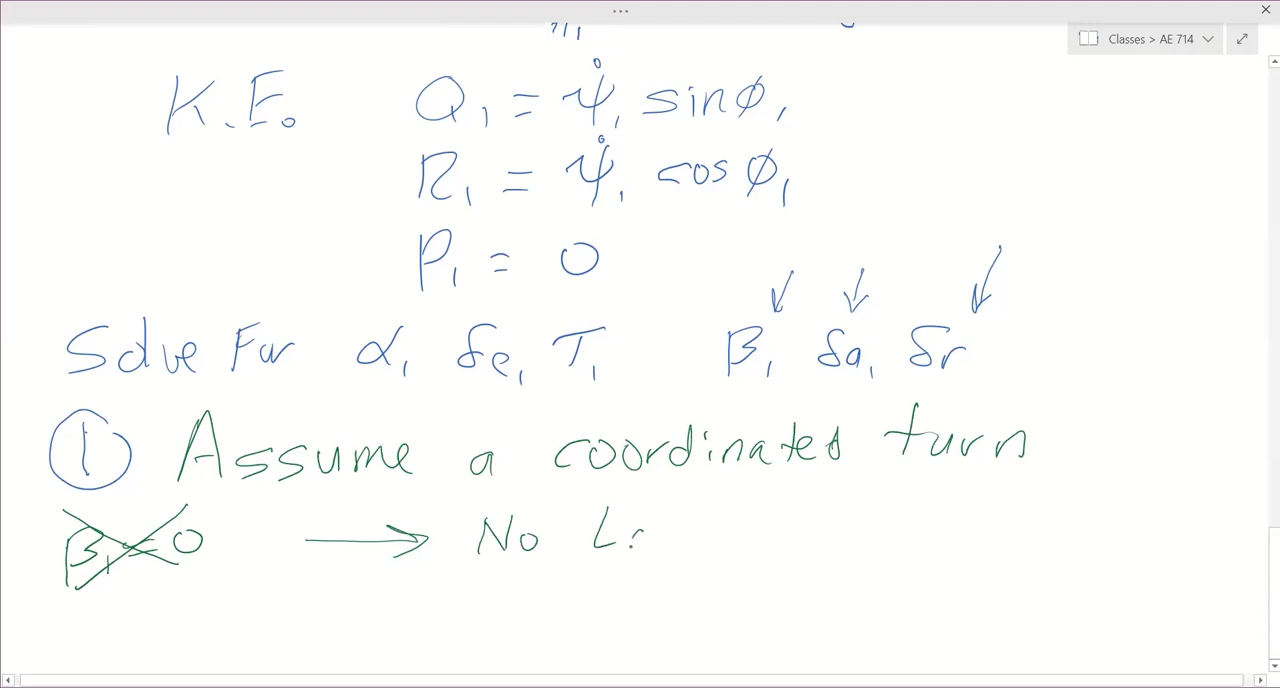 Classes > AE 714
K.E. Q₁ = ψ̇₁ sinϕ₁
R₁ = ψ̇₁ cosϕ₁
P₁ = 0
Solve For α₁ δe₁ T₁ β₁ δa₁ δr
① Assume a coordinated turn
β₁ = 0 → No